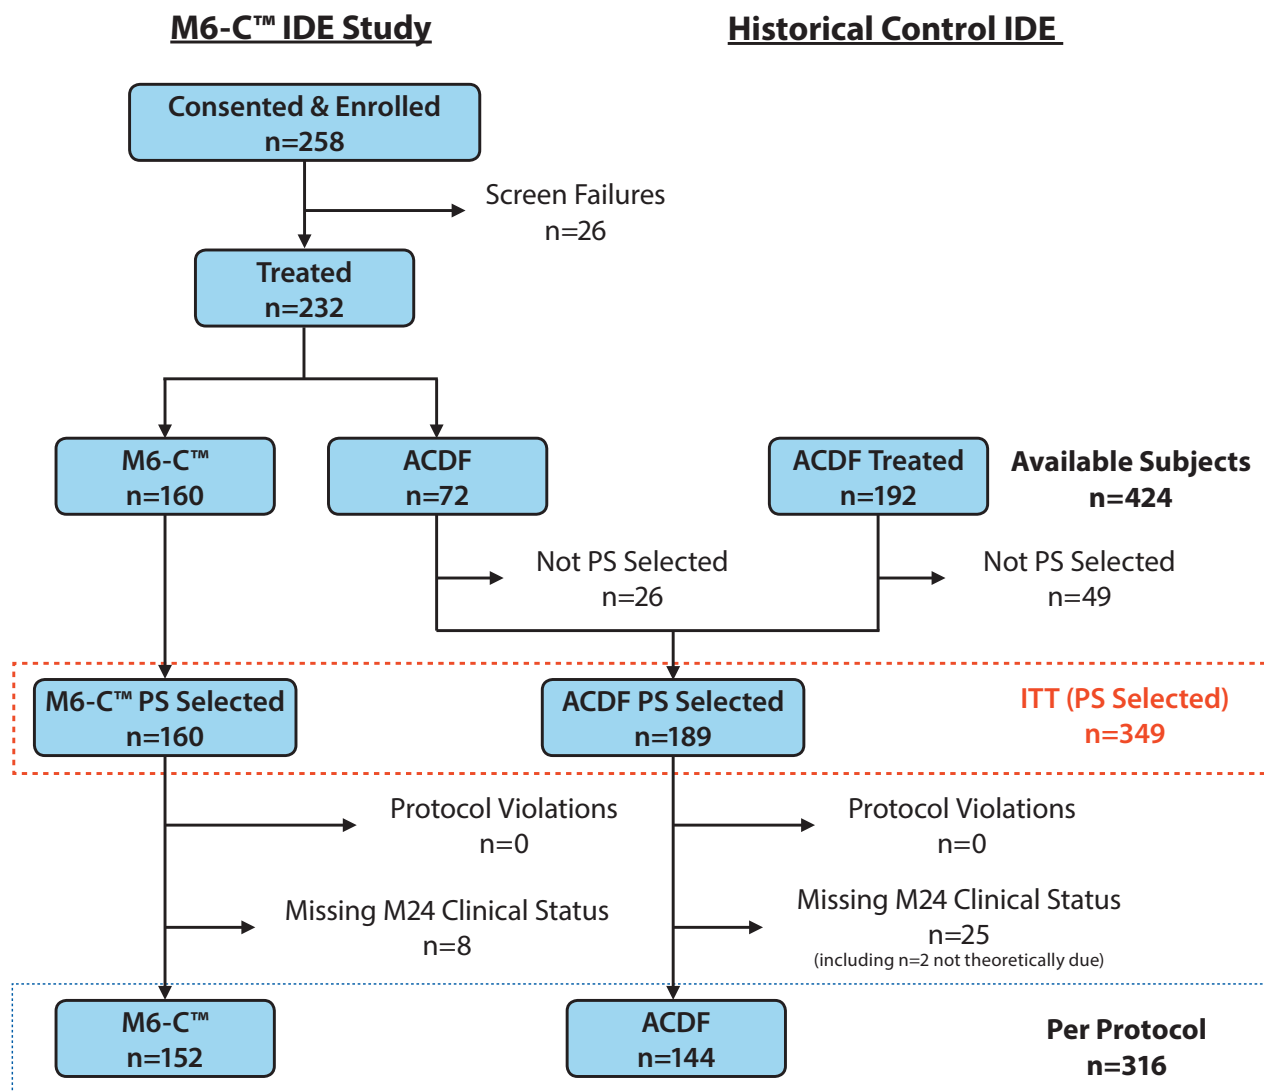 M6-C™ IDE Study
Historical Control IDE
Consented & Enrolled
n=258
Screen Failures
n=26
Treated
n=232
M6-C™
n=160
ACDF
n=72
ACDF Treated
n=192
Available Subjects
n=424
Not PS Selected
n=26
Not PS Selected
n=49
M6-C™ PS Selected
n=160
ACDF PS Selected
n=189
ITT (PS Selected)
n=349
Protocol Violations
n=0
Protocol Violations
n=0
Missing M24 Clinical Status
n=8
Missing M24 Clinical Status
n=25
(including n=2 not theoretically due)
M6-C™
n=152
ACDF
n=144
Per Protocol
n=316